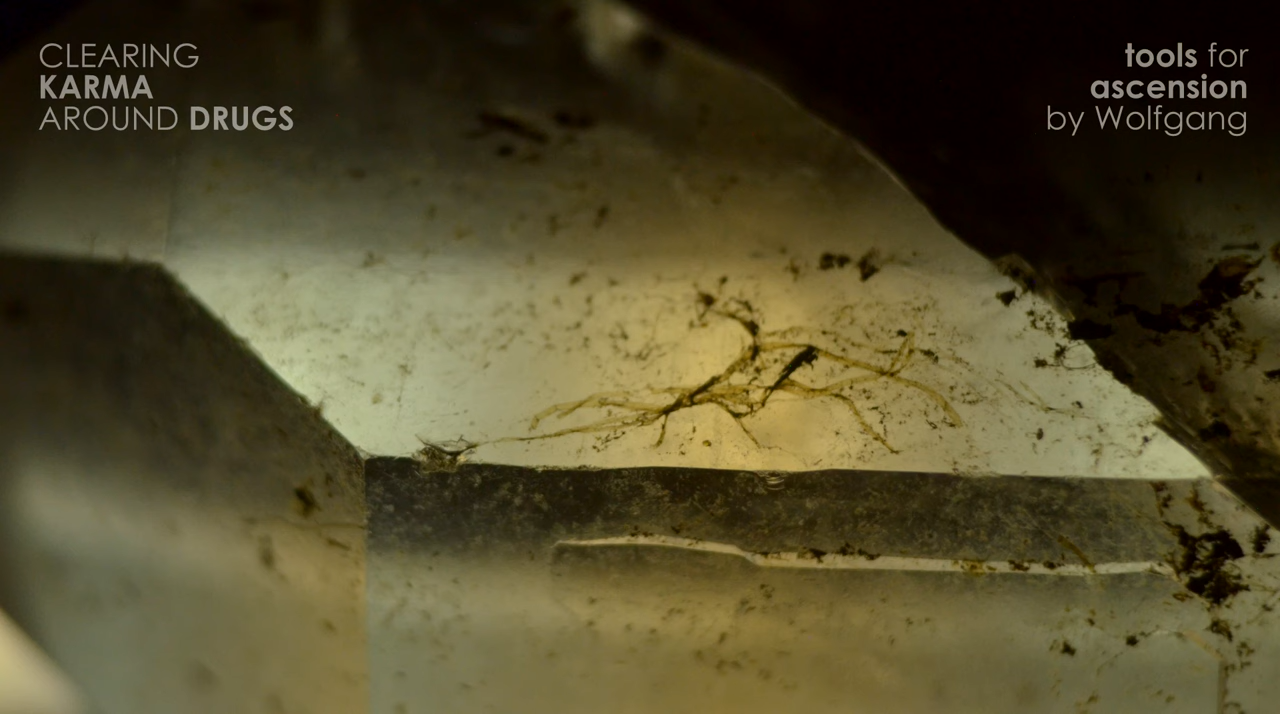 CLEARING
KARMA
AROUND DRUGS
tools for
ascension
by Wolfgang